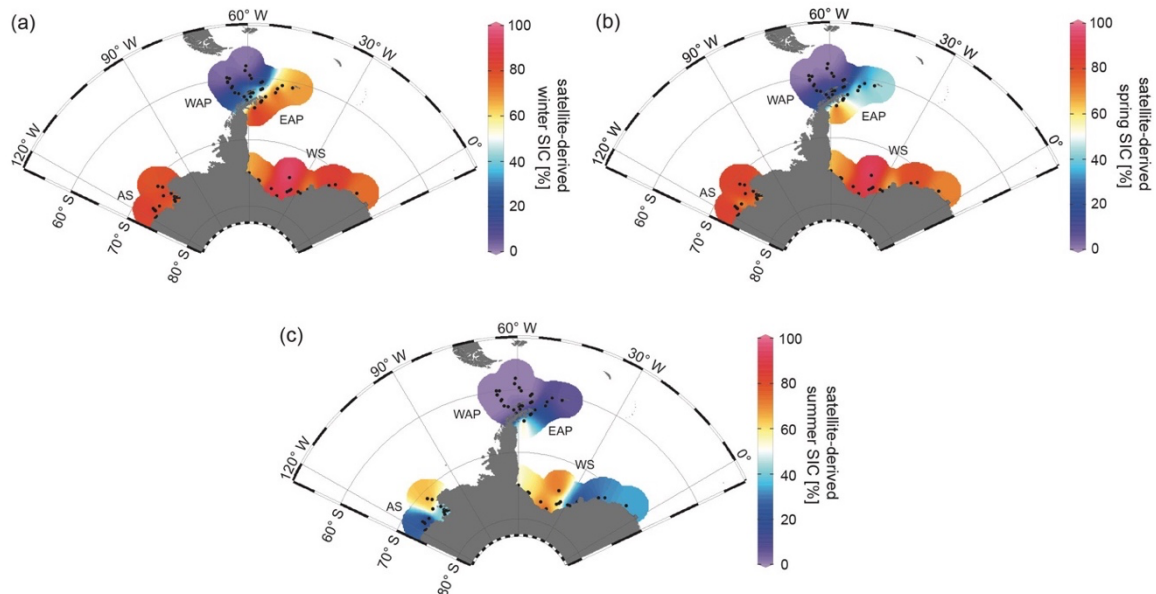 (a)
60° W
90° W
30° W
120° W
0°
WAP
EAP
WS
AS
60° S
70° S
80° S
100
80
60
40
20
0
satellite-derived
winter SIC [%]
(b)
60° W
90° W
30° W
120° W
0°
WAP
EAP
WS
AS
60° S
70° S
80° S
100
80
60
40
20
0
satellite-derived
spring SIC [%]
(c)
60° W
90° W
30° W
120° W
0°
WAP
EAP
WS
AS
60° S
70° S
80° S
100
80
60
40
20
0
satellite-derived
summer SIC [%]